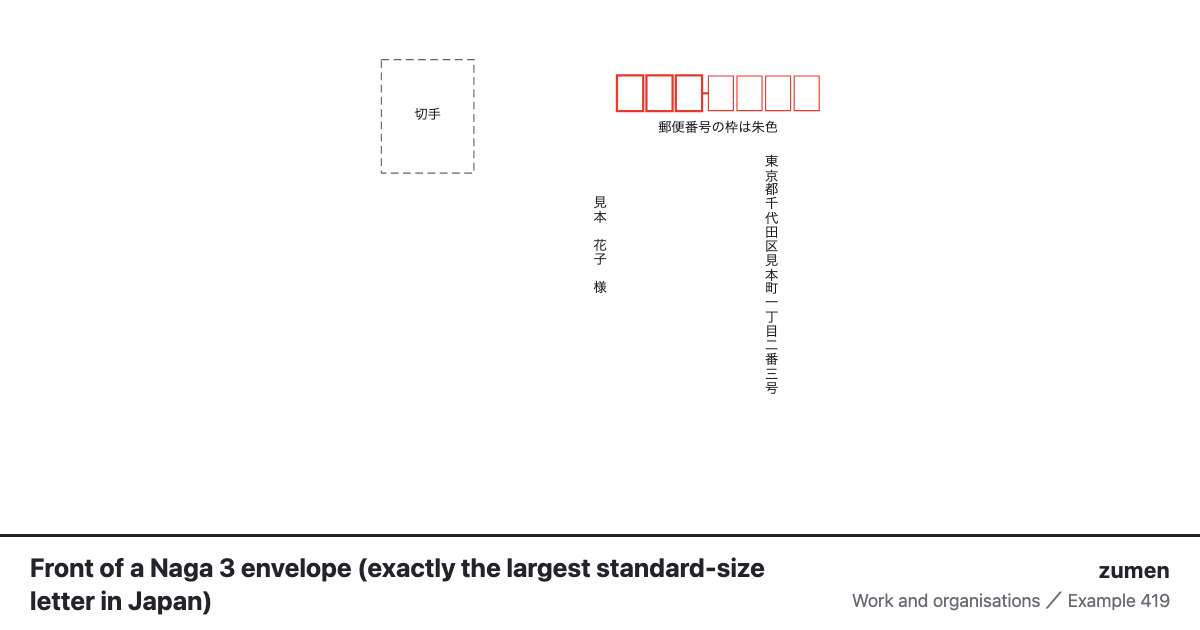 切手
郵便番号の枠は朱色
東京都千代田区見本町一丁目二番三号
見本　花子　様
Front of a Naga 3 envelope (exactly the largest standard-size
letter in Japan)
zumen
Work and organisations ／ Example 419